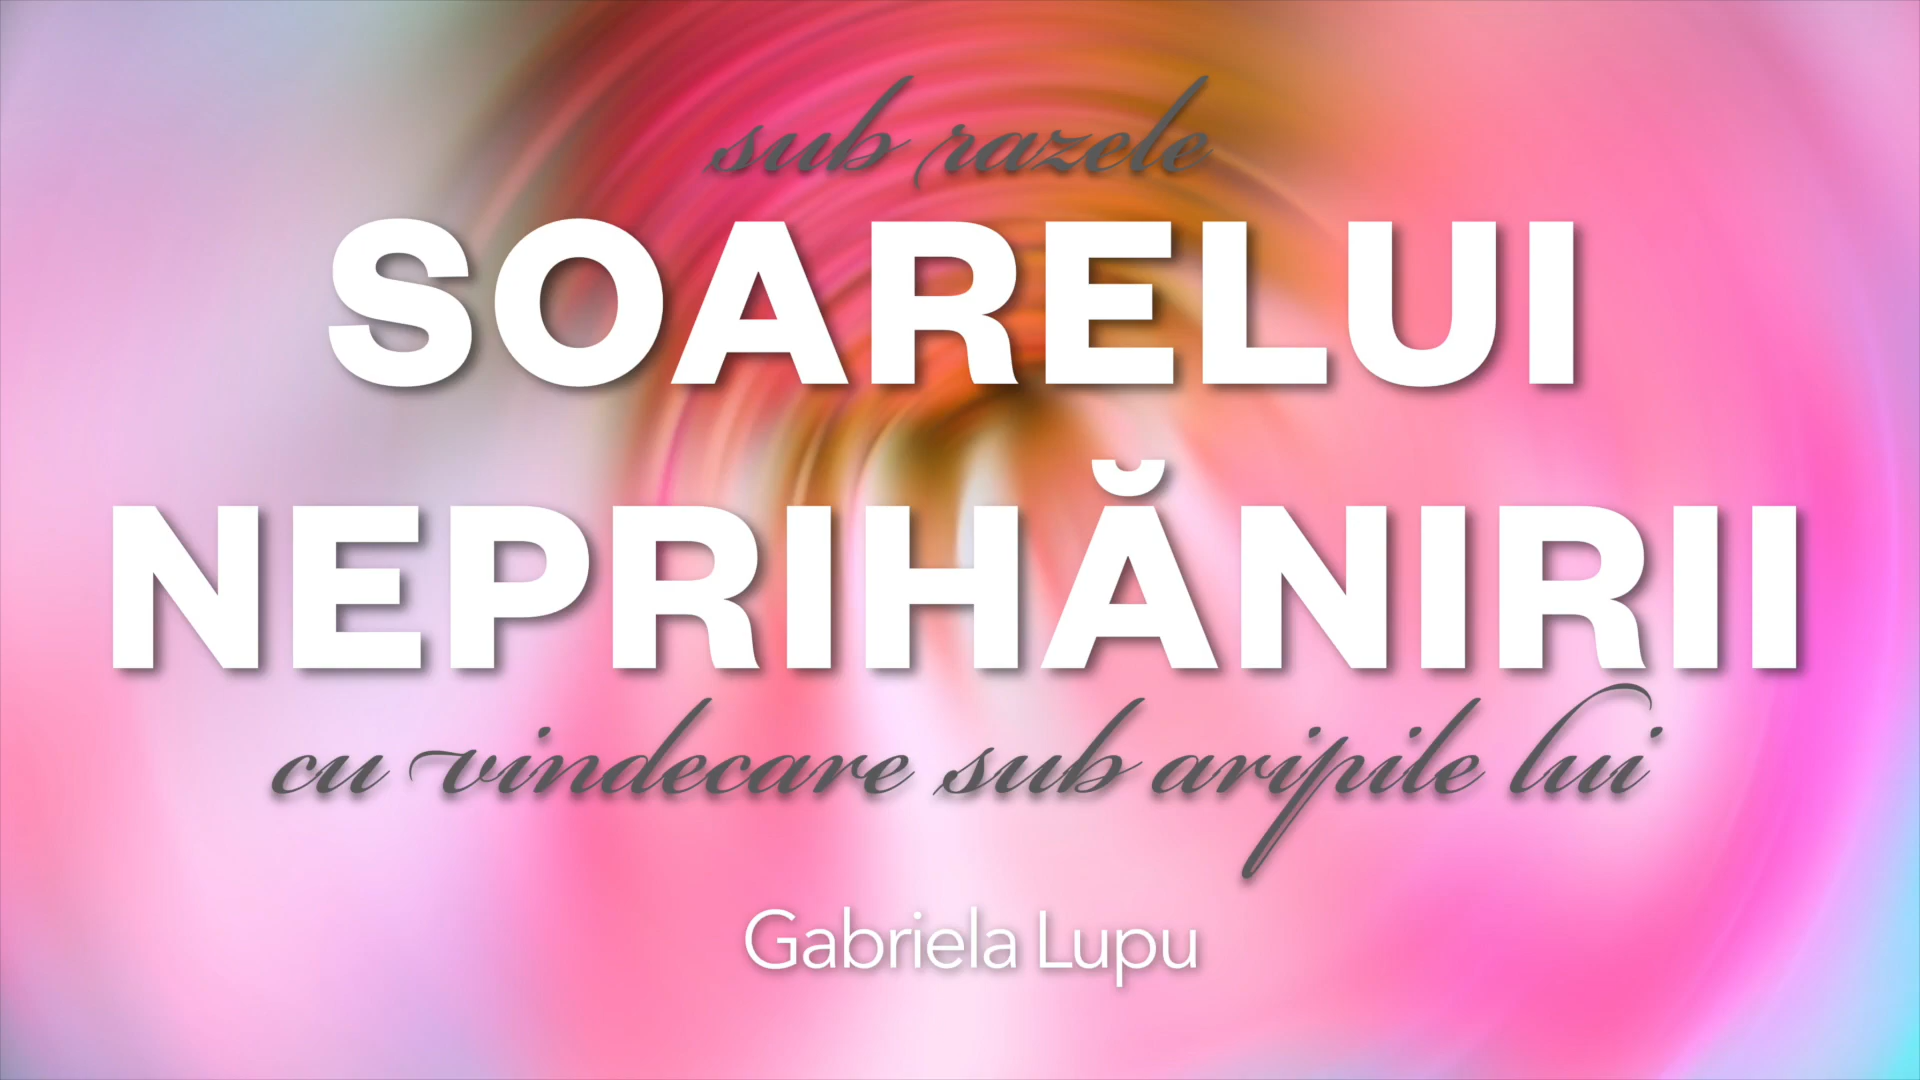 sub razele
SOARELUI
NEPRIHĂNIRII
cu vindecare sub aripile lui
Gabriela Lupu